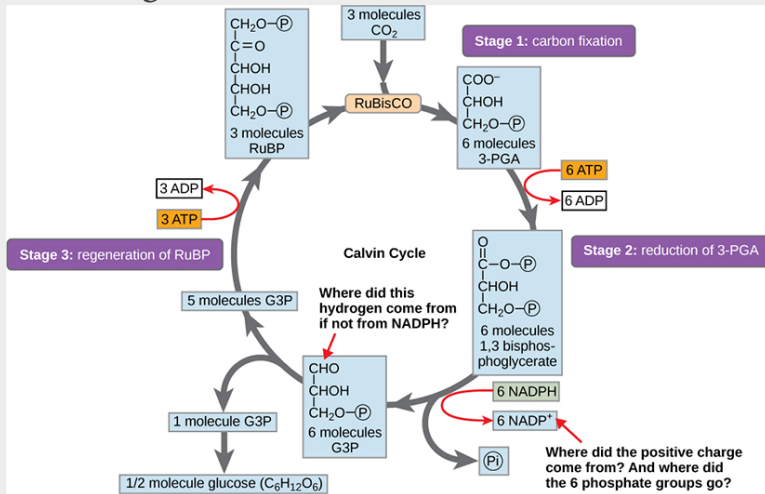 3 molecules
CO₂
Stage 1: carbon fixation
CH₂O–Ⓟ
C=O
CHOH
CHOH
CH₂O–Ⓟ
3 molecules
RuBP
RuBisCO
COO⁻
CHOH
CH₂O–Ⓟ
6 molecules
3-PGA
6 ATP
6 ADP
3 ADP
3 ATP
Stage 3: regeneration of RuBP
Calvin Cycle
Stage 2: reduction of 3-PGA
O
C–O–Ⓟ
CHOH
CH₂O–Ⓟ
6 molecules
1,3 bisphos-
phoglycerate
5 molecules G3P
Where did this
hydrogen come from
if not from NADPH?
CHO
CHOH
CH₂O–Ⓟ
6 molecules
G3P
6 NADPH
6 NADP⁺
Pi
1 molecule G3P
1/2 molecule glucose (C₆H₁₂O₆)
Where did the positive charge
come from? And where did
the 6 phosphate groups go?